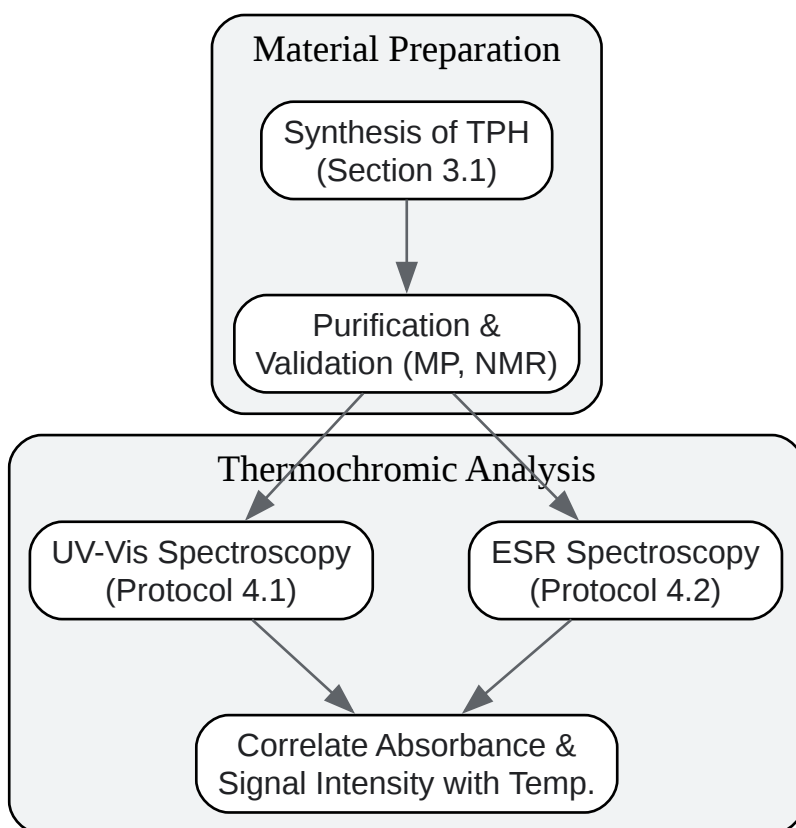 Material Preparation
Synthesis of TPH
(Section 3.1)
Purification &
Validation (MP, NMR)
Thermochromic Analysis
UV-Vis Spectroscopy
(Protocol 4.1)
ESR Spectroscopy
(Protocol 4.2)
Correlate Absorbance &
Signal Intensity with Temp.